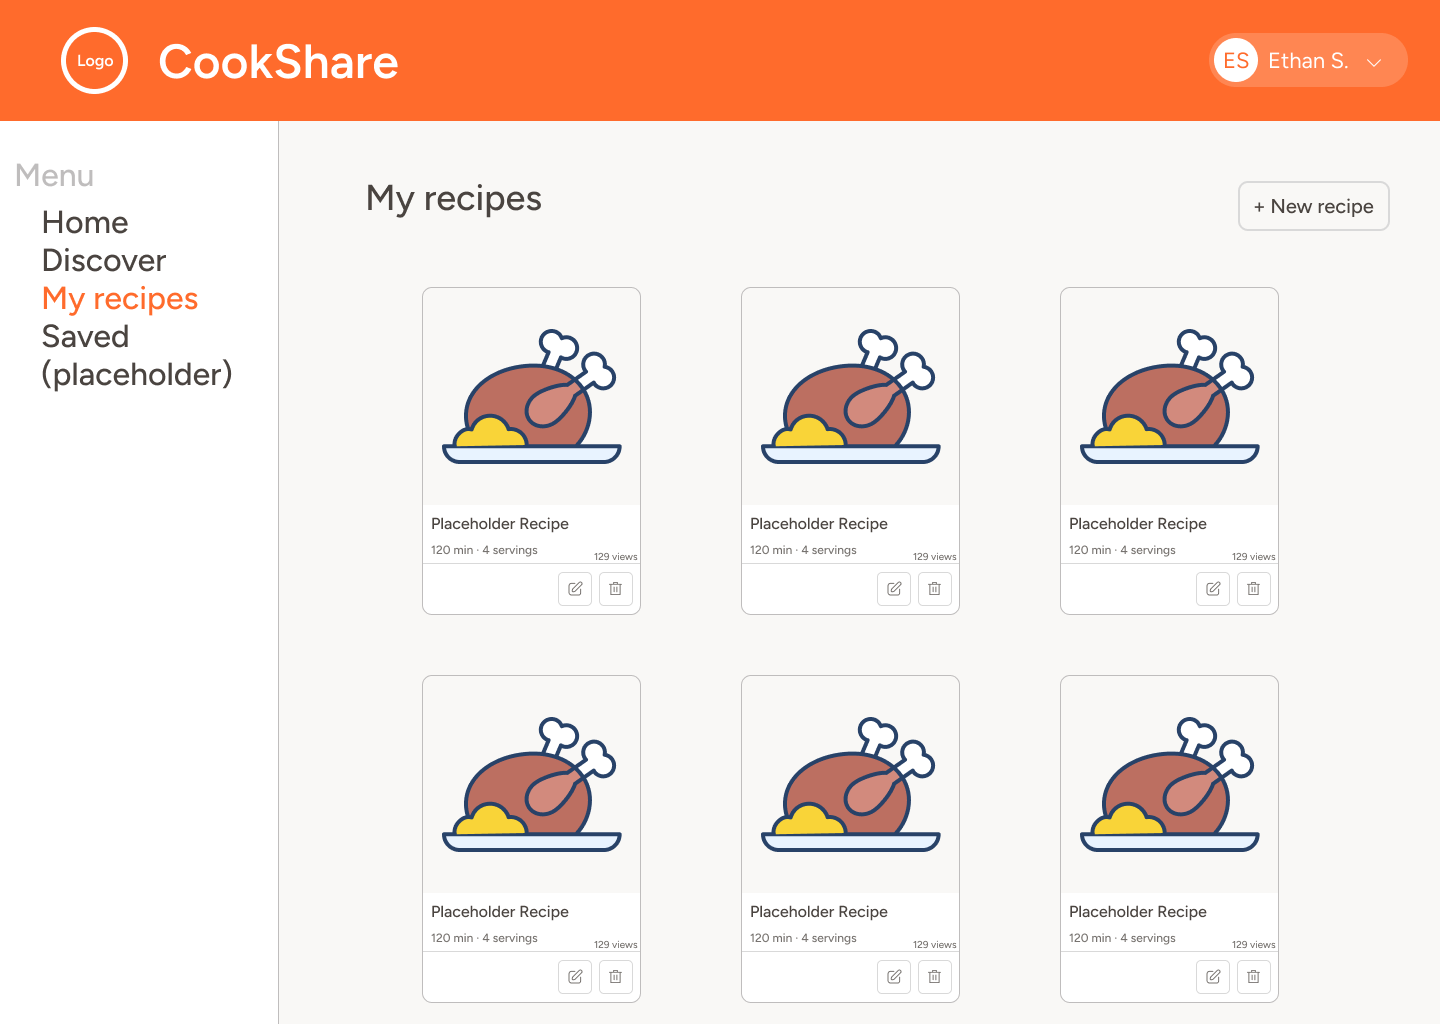 Logo
CookShare
ES
Ethan S.
Menu
Home
Discover
My recipes
Saved
(placeholder)
My recipes
+ New recipe
Placeholder Recipe
120 min · 4 servings
129 views
Placeholder Recipe
120 min · 4 servings
129 views
Placeholder Recipe
120 min · 4 servings
129 views
Placeholder Recipe
120 min · 4 servings
129 views
Placeholder Recipe
120 min · 4 servings
129 views
Placeholder Recipe
120 min · 4 servings
129 views